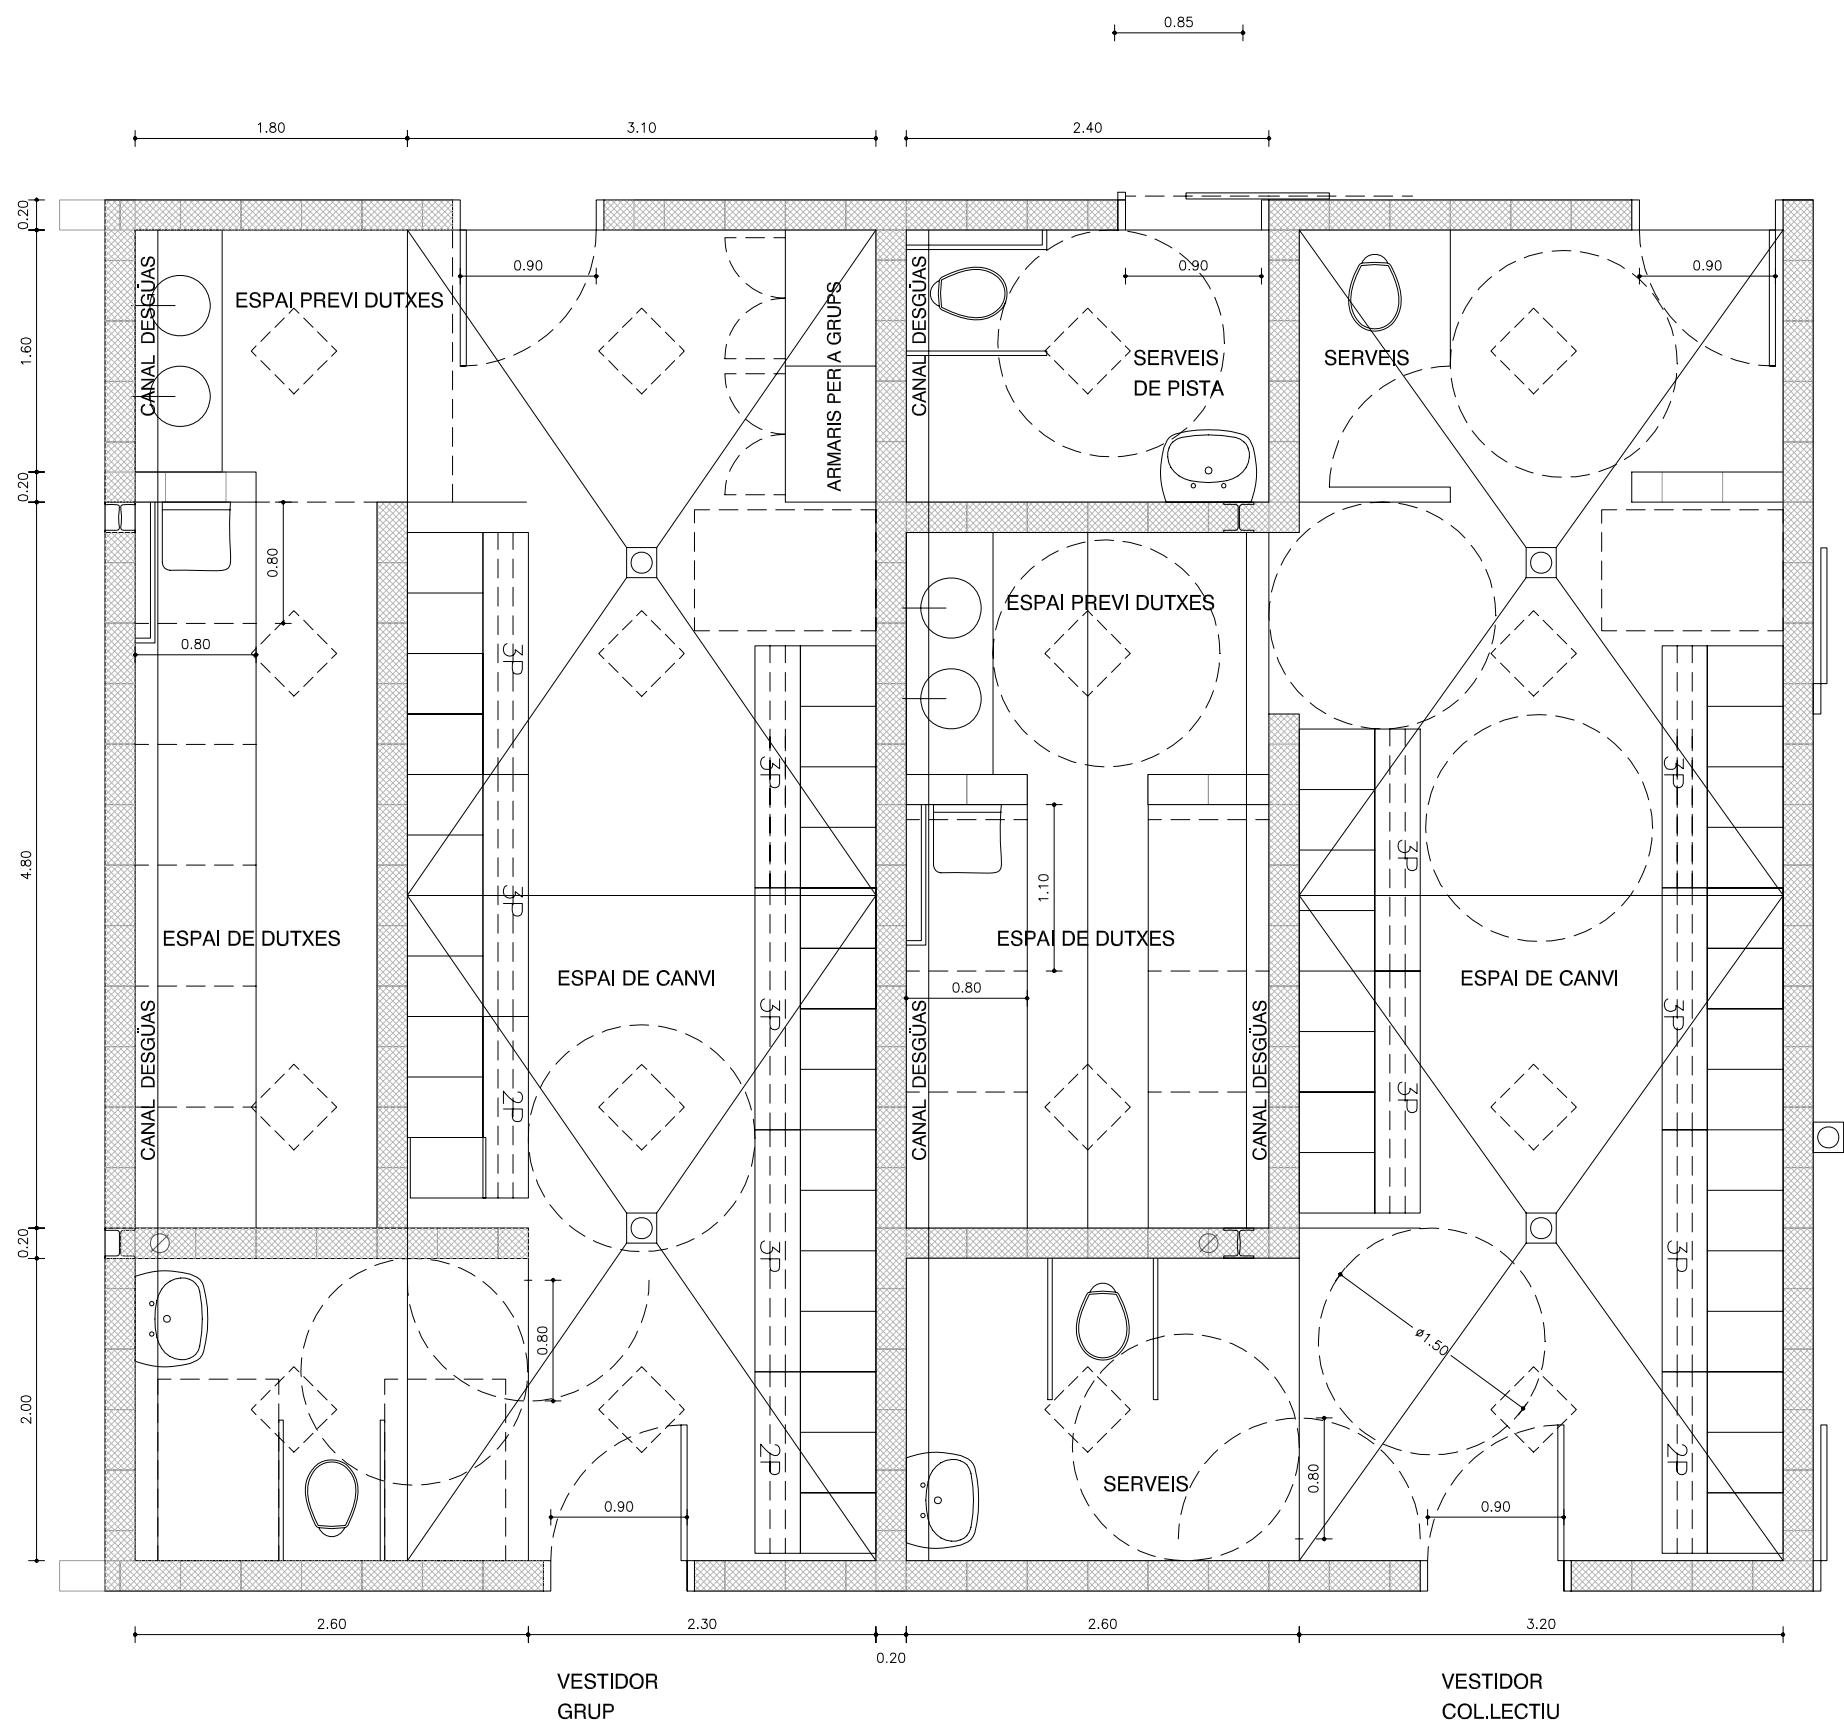 0.85
1.80
3.10
2.40
0.20
0.90
0.90
0.90
CANAL DESGÜAS
ESPAI PREVI DUTXES
ARMARIS PER A GRUPS
CANAL DESGÜAS
SERVEIS
DE PISTA
SERVEIS
1.60
0.20
0.80
0.80
3P
ESPAI PREVI DUTXES
3P
3P
3P
4.80
3P
1.10
ESPAI DE DUTXES
ESPAI DE CANVI
ESPAI DE DUTXES
ESPAI DE CANVI
0.80
CANAL DESGÜAS
3P
CANAL DESGÜAS
CANAL DESGÜAS
3P
2P
3P
0.20
3P
3P
0.80
ø1.50
2.00
2P
2P
SERVEIS
0.80
0.90
0.90
2.60
2.30
0.20
2.60
3.20
VESTIDOR
GRUP
VESTIDOR
COL.LECTIU